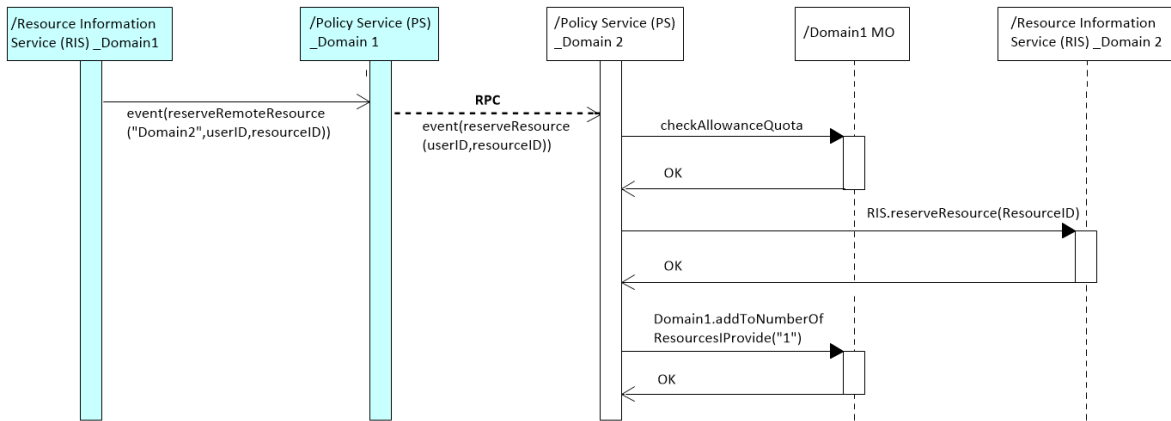 /Resource Information
Service (RIS) _Domain1
/Policy Service (PS)
_Domain 1
/Policy Service (PS)
_Domain 2
/Domain1 MO
/Resource Information
Service (RIS) _Domain 2
event(reserveRemoteResource
("Domain2",userID,resourceID))
RPC
event(reserveResource
(userID,resourceID))
checkAllowanceQuota
OK
RIS.reserveResource(ResourceID)
OK
Domain1.addToNumberOf
ResourcesIProvide("1")
OK